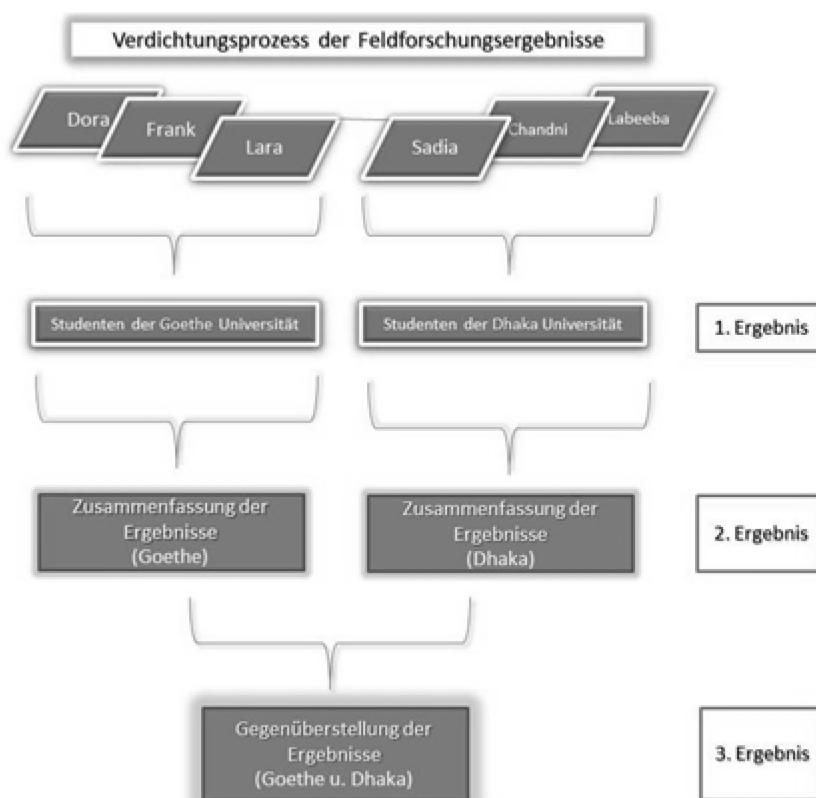 Verdichtungsprozess der Feldforschungsergebnisse
Dora
Frank
Lara
Sadia
Chandni
Labeeba
Studenten der Goethe Universität
Studenten der Dhaka Universität
1. Ergebnis
Zusammenfassung der
Ergebnisse
(Goethe)
Zusammenfassung der
Ergebnisse
(Dhaka)
2. Ergebnis
Gegenüberstellung der
Ergebnisse
(Goethe u. Dhaka)
3. Ergebnis